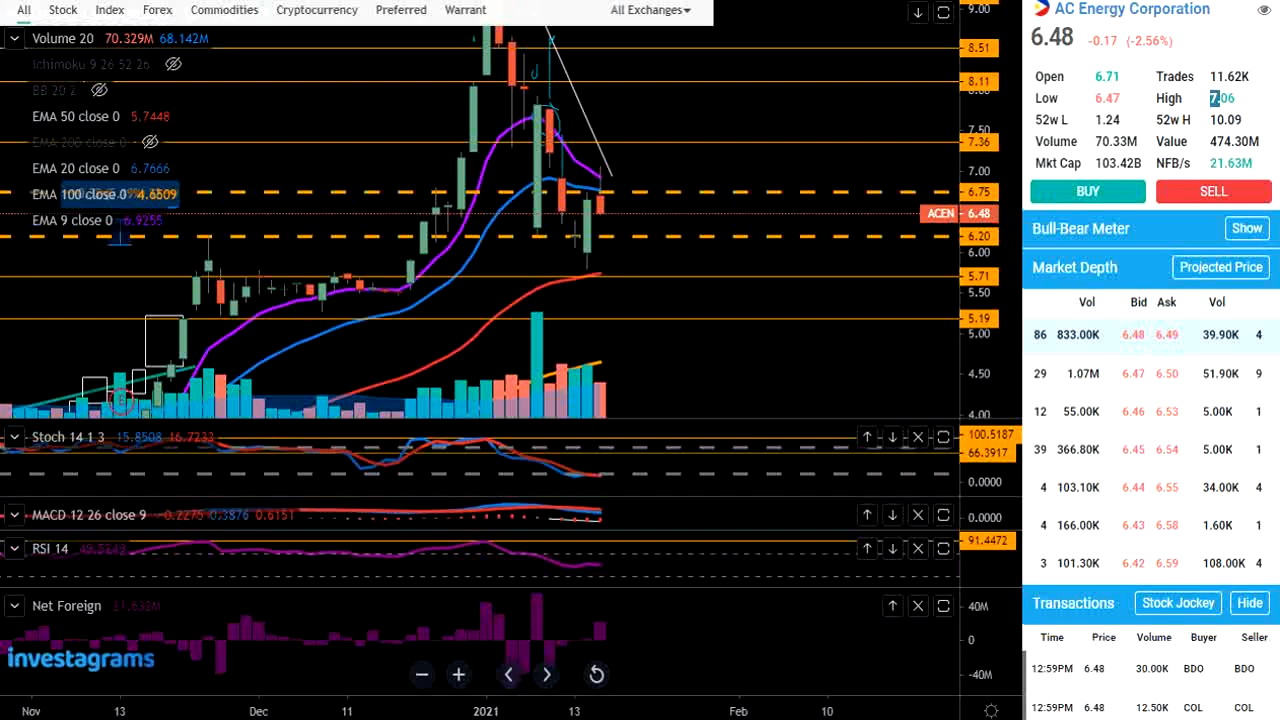 All Stock Index Forex Commodities Cryptocurrency Preferred Warrant All Exchanges
Volume 20 70.329M 68.142M
Ichimoku 9 26 52 26
BB 20 2
EMA 50 close 0 5.7448
EMA 200 close 0
EMA 20 close 0 6.7666
EMA 100 close 0 4.6509
EMA 9 close 0 6.9255
9.00
8.51
8.11
8.00
7.50
7.36
7.00
6.75
ACEN 6.48
6.20
6.00
5.71
5.50
5.19
5.00
4.50
4.00
Stoch 14 1 3 15.8508 16.7233
100.5187
66.3917
0.0000
MACD 12 26 close 9 -0.2275 0.3876 0.6151
0.0000
RSI 14 49.5249
91.4472
Net Foreign 21.632M
40M
0
-40M
investagrams
Nov 13 Dec 11 2021 13 Feb 10
AC Energy Corporation
6.48 -0.17 (-2.56%)
Open 6.71 Trades 11.62K
Low 6.47 High 7.06
52w L 1.24 52w H 10.09
Volume 70.33M Value 474.30M
Mkt Cap 103.42B NFB/s 21.63M
BUY SELL
Bull-Bear Meter Show
Market Depth Projected Price
Vol Bid Ask Vol
86 833.00K 6.48 6.49 39.90K 4
29 1.07M 6.47 6.50 51.90K 9
12 55.00K 6.46 6.53 5.00K 1
39 366.80K 6.45 6.54 5.00K 1
4 103.10K 6.44 6.55 34.00K 4
4 166.00K 6.43 6.58 1.60K 1
3 101.30K 6.42 6.59 108.00K 4
Transactions Stock Jockey Hide
Time Price Volume Buyer Seller
12:59PM 6.48 30.00K BDO BDO
12:59PM 6.48 12.50K COL COL